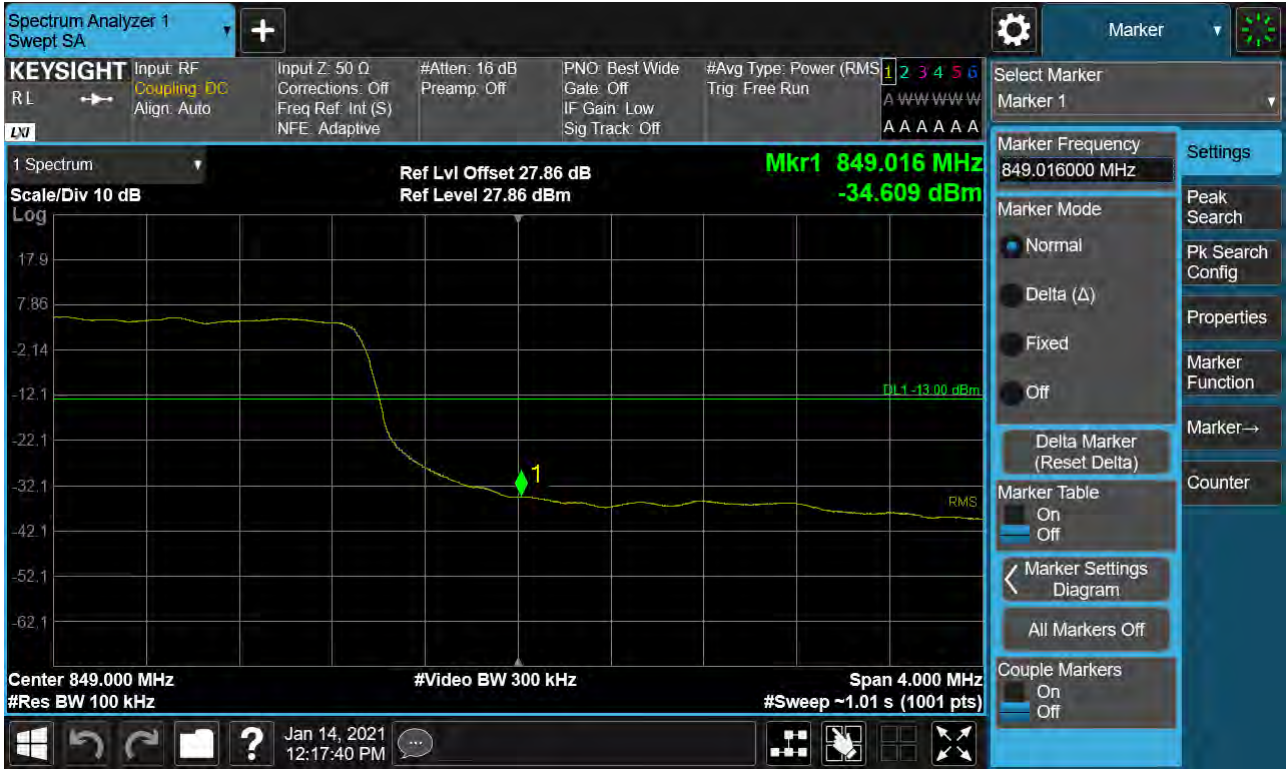 Spectrum Analyzer 1
Swept SA
Marker
KEYSIGHT
R L
LXI
Input: RF
Coupling: DC
Align: Auto
Input Z: 50 Ω
Corrections: Off
Freq Ref: Int (S)
NFE: Adaptive
#Atten: 16 dB
Preamp: Off
PNO: Best Wide
Gate: Off
IF Gain: Low
Sig Track: Off
#Avg Type: Power (RMS
Trig: Free Run
1 2 3 4 5 6
A W W W W W
A A A A A A
Select Marker
Marker 1
1 Spectrum
Scale/Div 10 dB
Log
Ref Lvl Offset 27.86 dB
Ref Level 27.86 dBm
Mkr1 849.016 MHz
-34.609 dBm
17.9
7.86
-2.14
-12.1
-22.1
-32.1
-42.1
-52.1
-62.1
DL1 -13.00 dBm
1
RMS
Center 849.000 MHz
#Res BW 100 kHz
#Video BW 300 kHz
Span 4.000 MHz
#Sweep ~1.01 s (1001 pts)
Marker Frequency
849.016000 MHz
Marker Mode
Normal
Delta (Δ)
Fixed
Off
Delta Marker
(Reset Delta)
Marker Table
On
Off
Marker Settings
Diagram
All Markers Off
Couple Markers
On
Off
Settings
Peak
Search
Pk Search
Config
Properties
Marker
Function
Marker→
Counter
?
Jan 14, 2021
12:17:40 PM